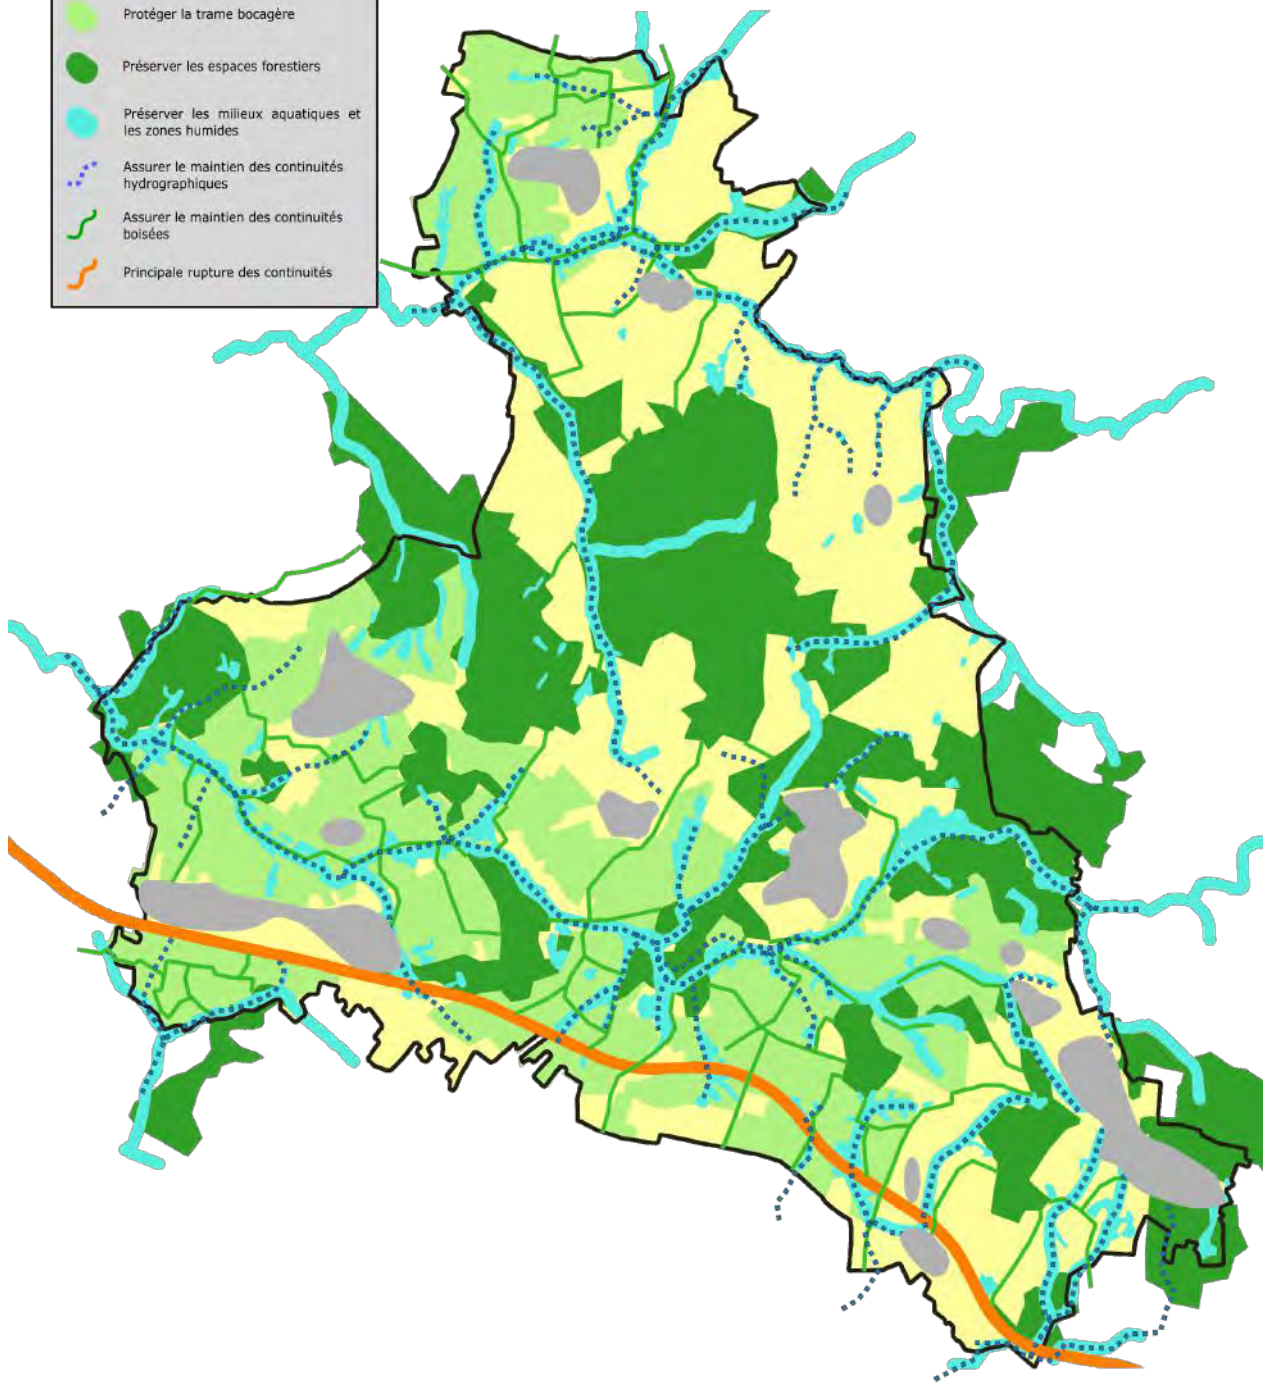 Protéger la trame bocagère
Préserver les espaces forestiers
Préserver les milieux aquatiques et
les zones humides
Assurer le maintien des continuités
hydrographiques
Assurer le maintien des continuités
boisées
Principale rupture des continuités